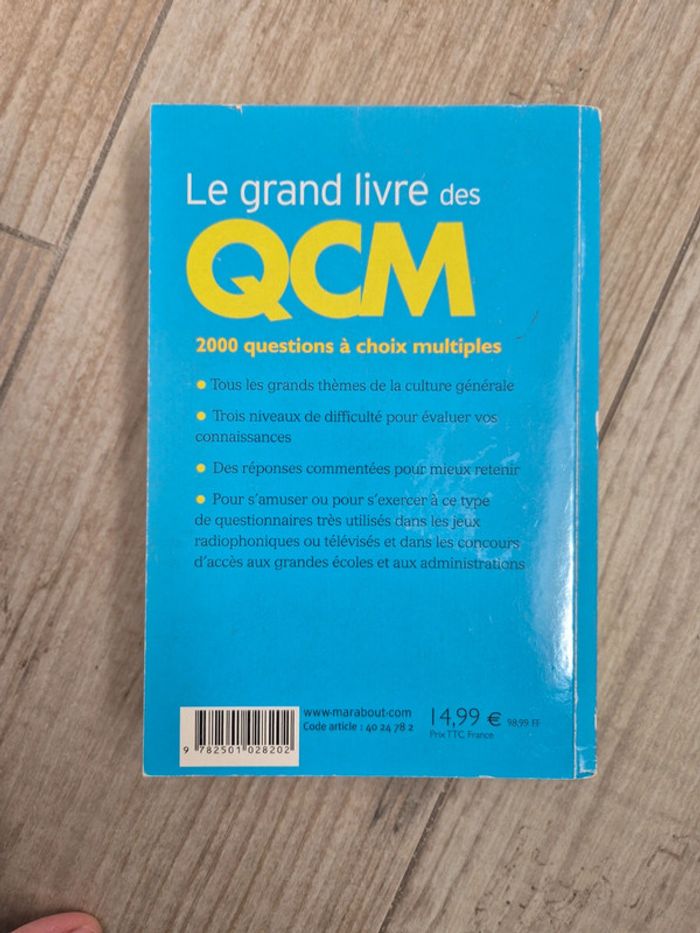 Le grand livre des
QCM
2000 questions à choix multiples
• Tous les grands thèmes de la culture générale
• Trois niveaux de difficulté pour évaluer vos
connaissances
• Des réponses commentées pour mieux retenir
• Pour s'amuser ou pour s'exercer à ce type
de questionnaires très utilisés dans les jeux
radiophoniques ou télévisés et dans les concours
d'accès aux grandes écoles et aux administrations
www.marabout.com
Code article : 40 24 78 2
14,99 € 98,99 FF
Prix TTC, France
9 782501 028202